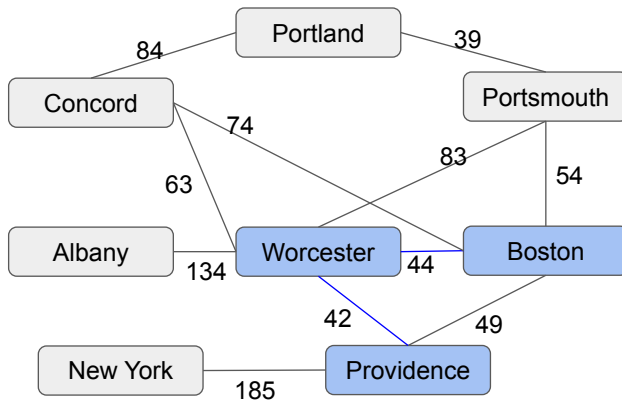 Portland
84
39
Concord
Portsmouth
74
83
63
54
Albany
Worcester
Boston
134
44
42
49
New York
Providence
185